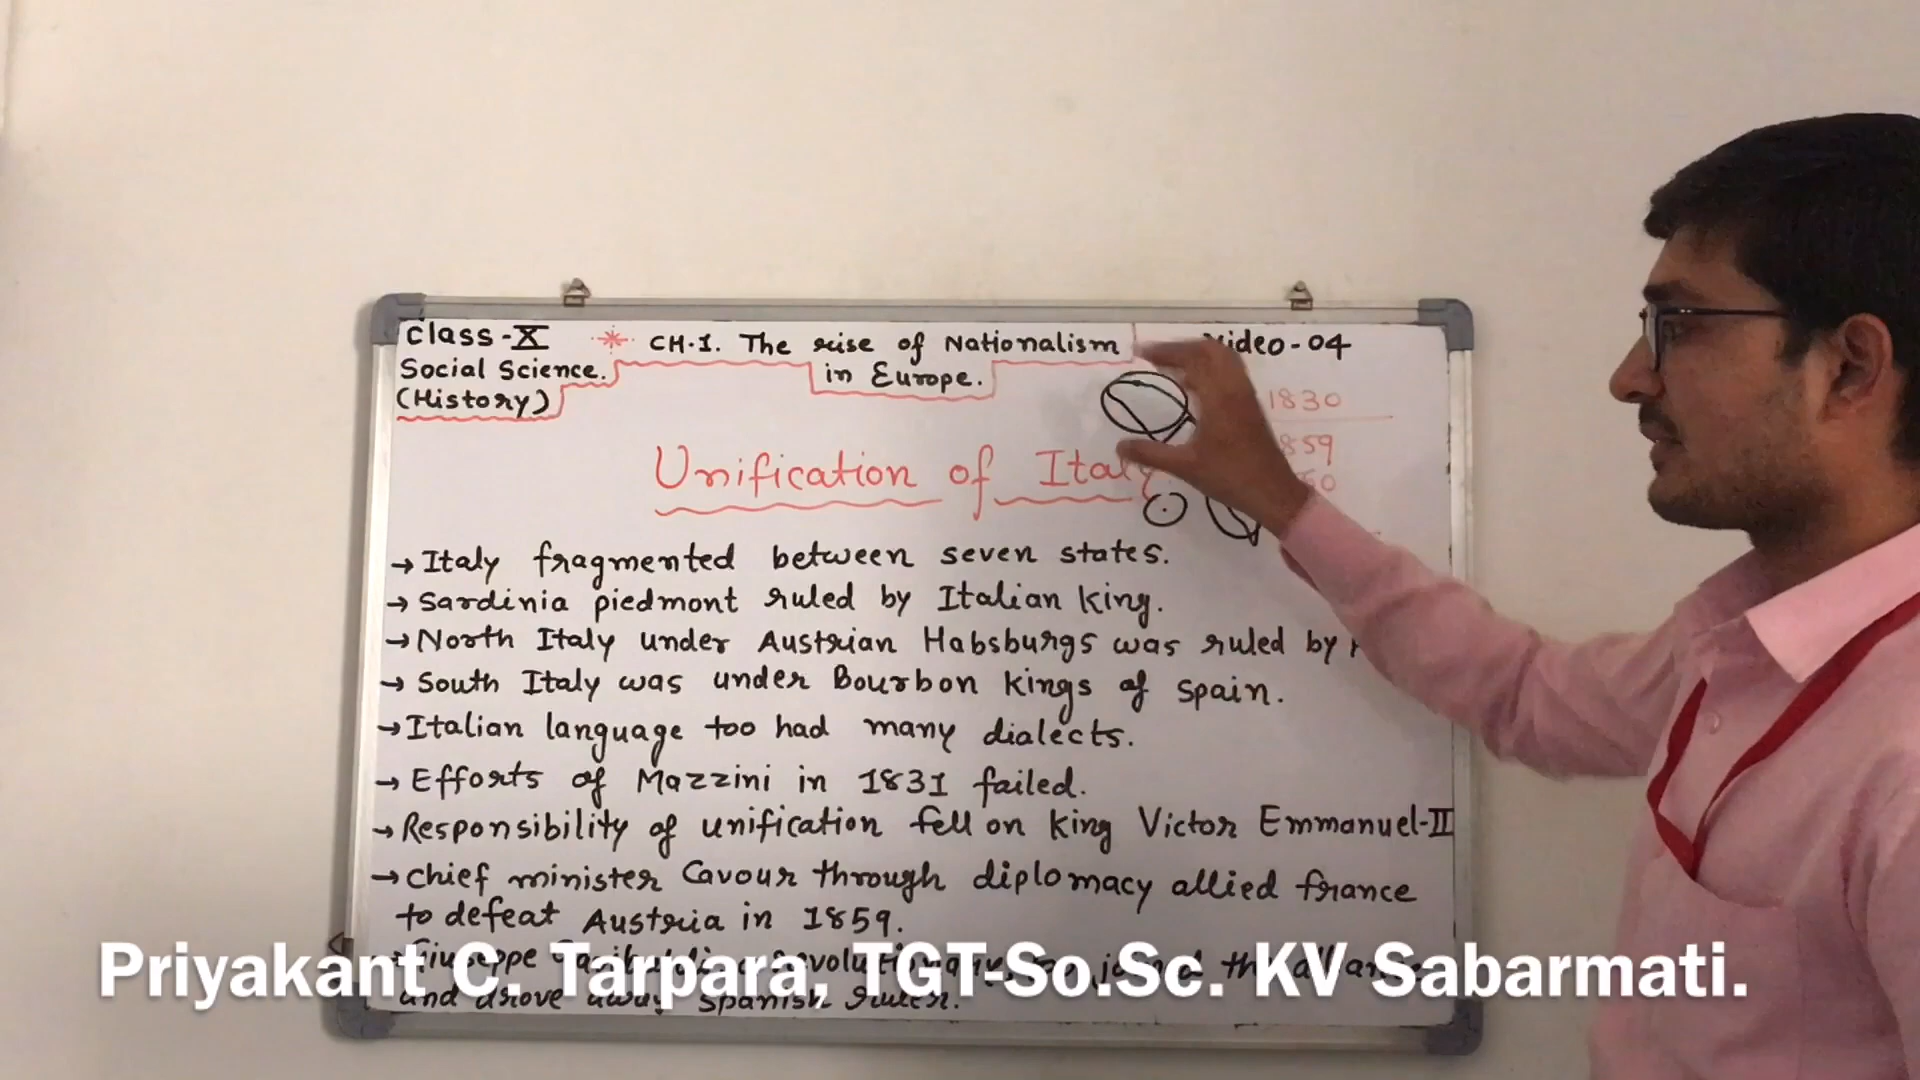 Class-X
CH.1. The rise of Nationalism
video-04
Social Science.
in Europe.
(History)
1830
859
Unification of Italy
→ Italy fragmented between seven states.
→ Sardinia piedmont ruled by Italian King.
→ North Italy under Austrian Habsburgs was ruled by
→ South Italy was under Bourbon Kings of Spain.
→ Italian language too had many dialects.
→ Efforts of Mazzini in 1831 failed.
→ Responsibility of unification fell on King Victor Emmanuel-II
→ Chief minister Cavour through diplomacy allied france
to defeat Austria in 1859.
Giuseppe
and drove away Spanish ruler.
Priyakant C. Tarpara, TGT-So.Sc. KV Sabarmati.